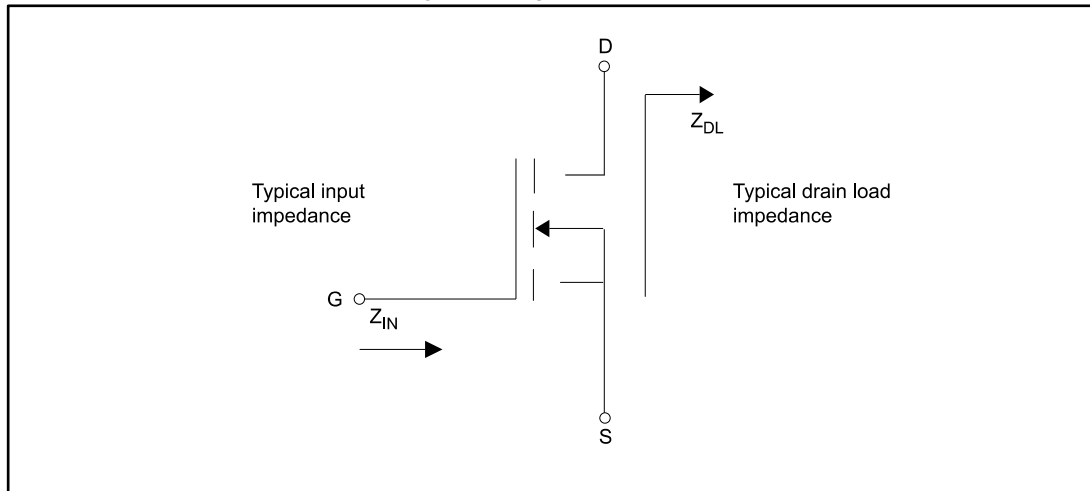 D
Z_DL
Typical input
impedance
Typical drain load
impedance
G
Z_IN
S